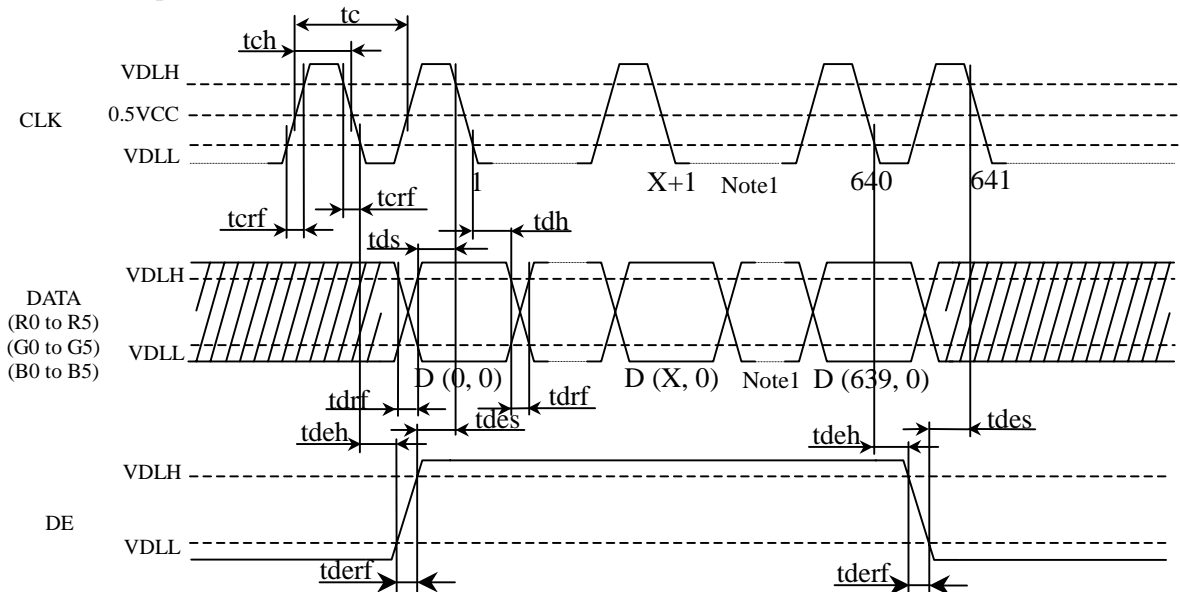 tc
tch
VDLH
CLK
0.5VCC
VDLL
1
X+1
Note1
640
641
tcrf
tcrf
tdh
tds
VDLH
DATA
(R0 to R5)
(G0 to G5)
(B0 to B5)
VDLL
D (0, 0)
D (X, 0)
Note1
D (639, 0)
tdrf
tdrf
tdeh
tdes
tdeh
tdes
VDLH
DE
VDLL
tderf
tderf